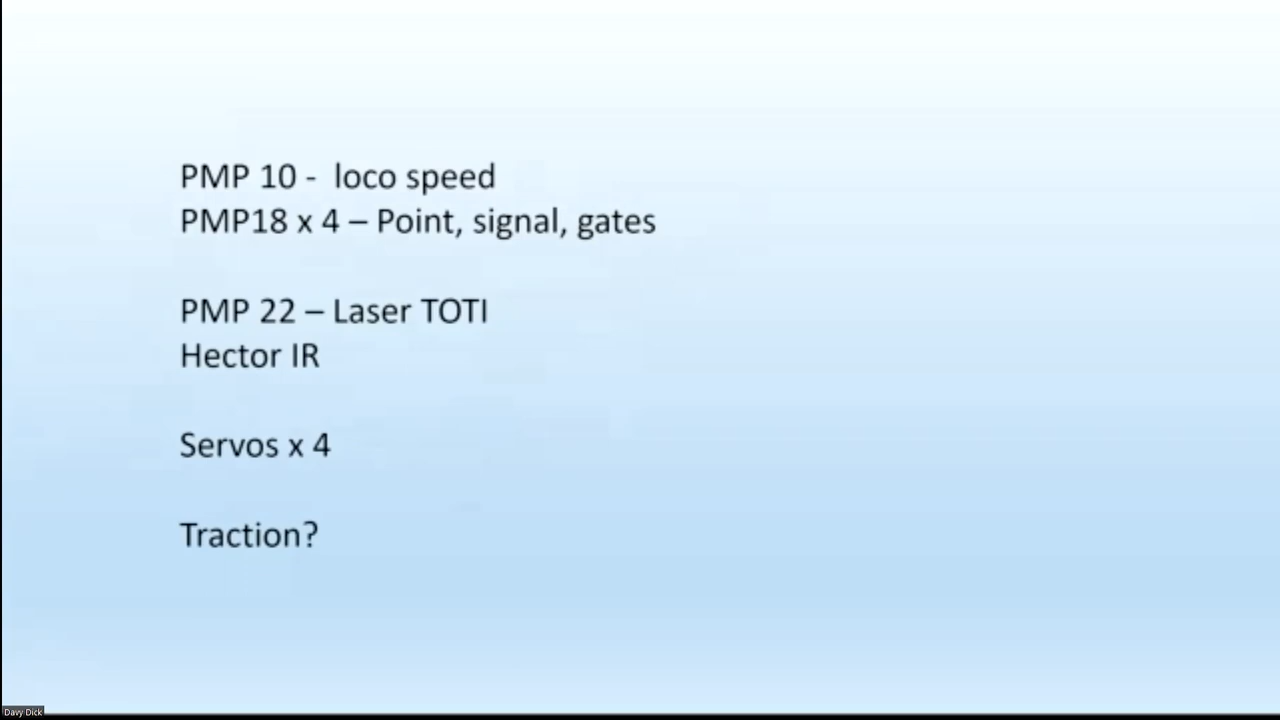 PMP 10 -  loco speed
PMP18 x 4 – Point, signal, gates
PMP 22 – Laser TOTI
Hector IR
Servos x 4
Traction?
Davy Dick